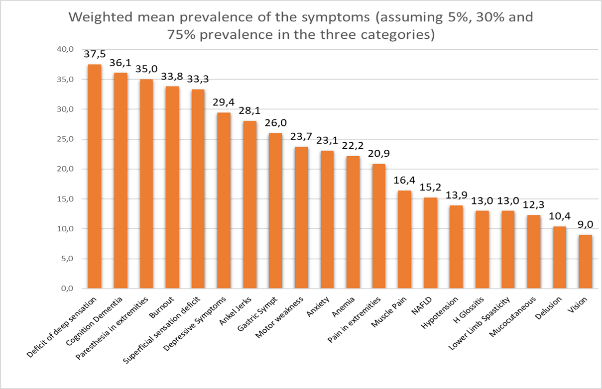 Weighted mean prevalence of the symptoms (assuming 5%, 30% and
75% prevalence in the three categories)
40,0
35,0
30,0
25,0
20,0
15,0
10,0
5,0
0,0
37,5
36,1
35,0
33,8
33,3
29,4
28,1
26,0
23,7
23,1
22,2
20,9
16,4
15,2
13,9
13,0
13,0
12,3
10,4
9,0
Deficit of deep sensation
Cognition Dementia
Paresthesia in extremities
Burnout
Superficial sensation deficit
Depressive Symptoms
Ankel jerks
Gastric Sympt
Motor weakness
Anxiety
Anemia
Pain in extremities
Muscle Pain
NAFLD
Hypotension
H Glossitis
Lower Limb Spasticity
Mucocutaneous
Delusion
Vision